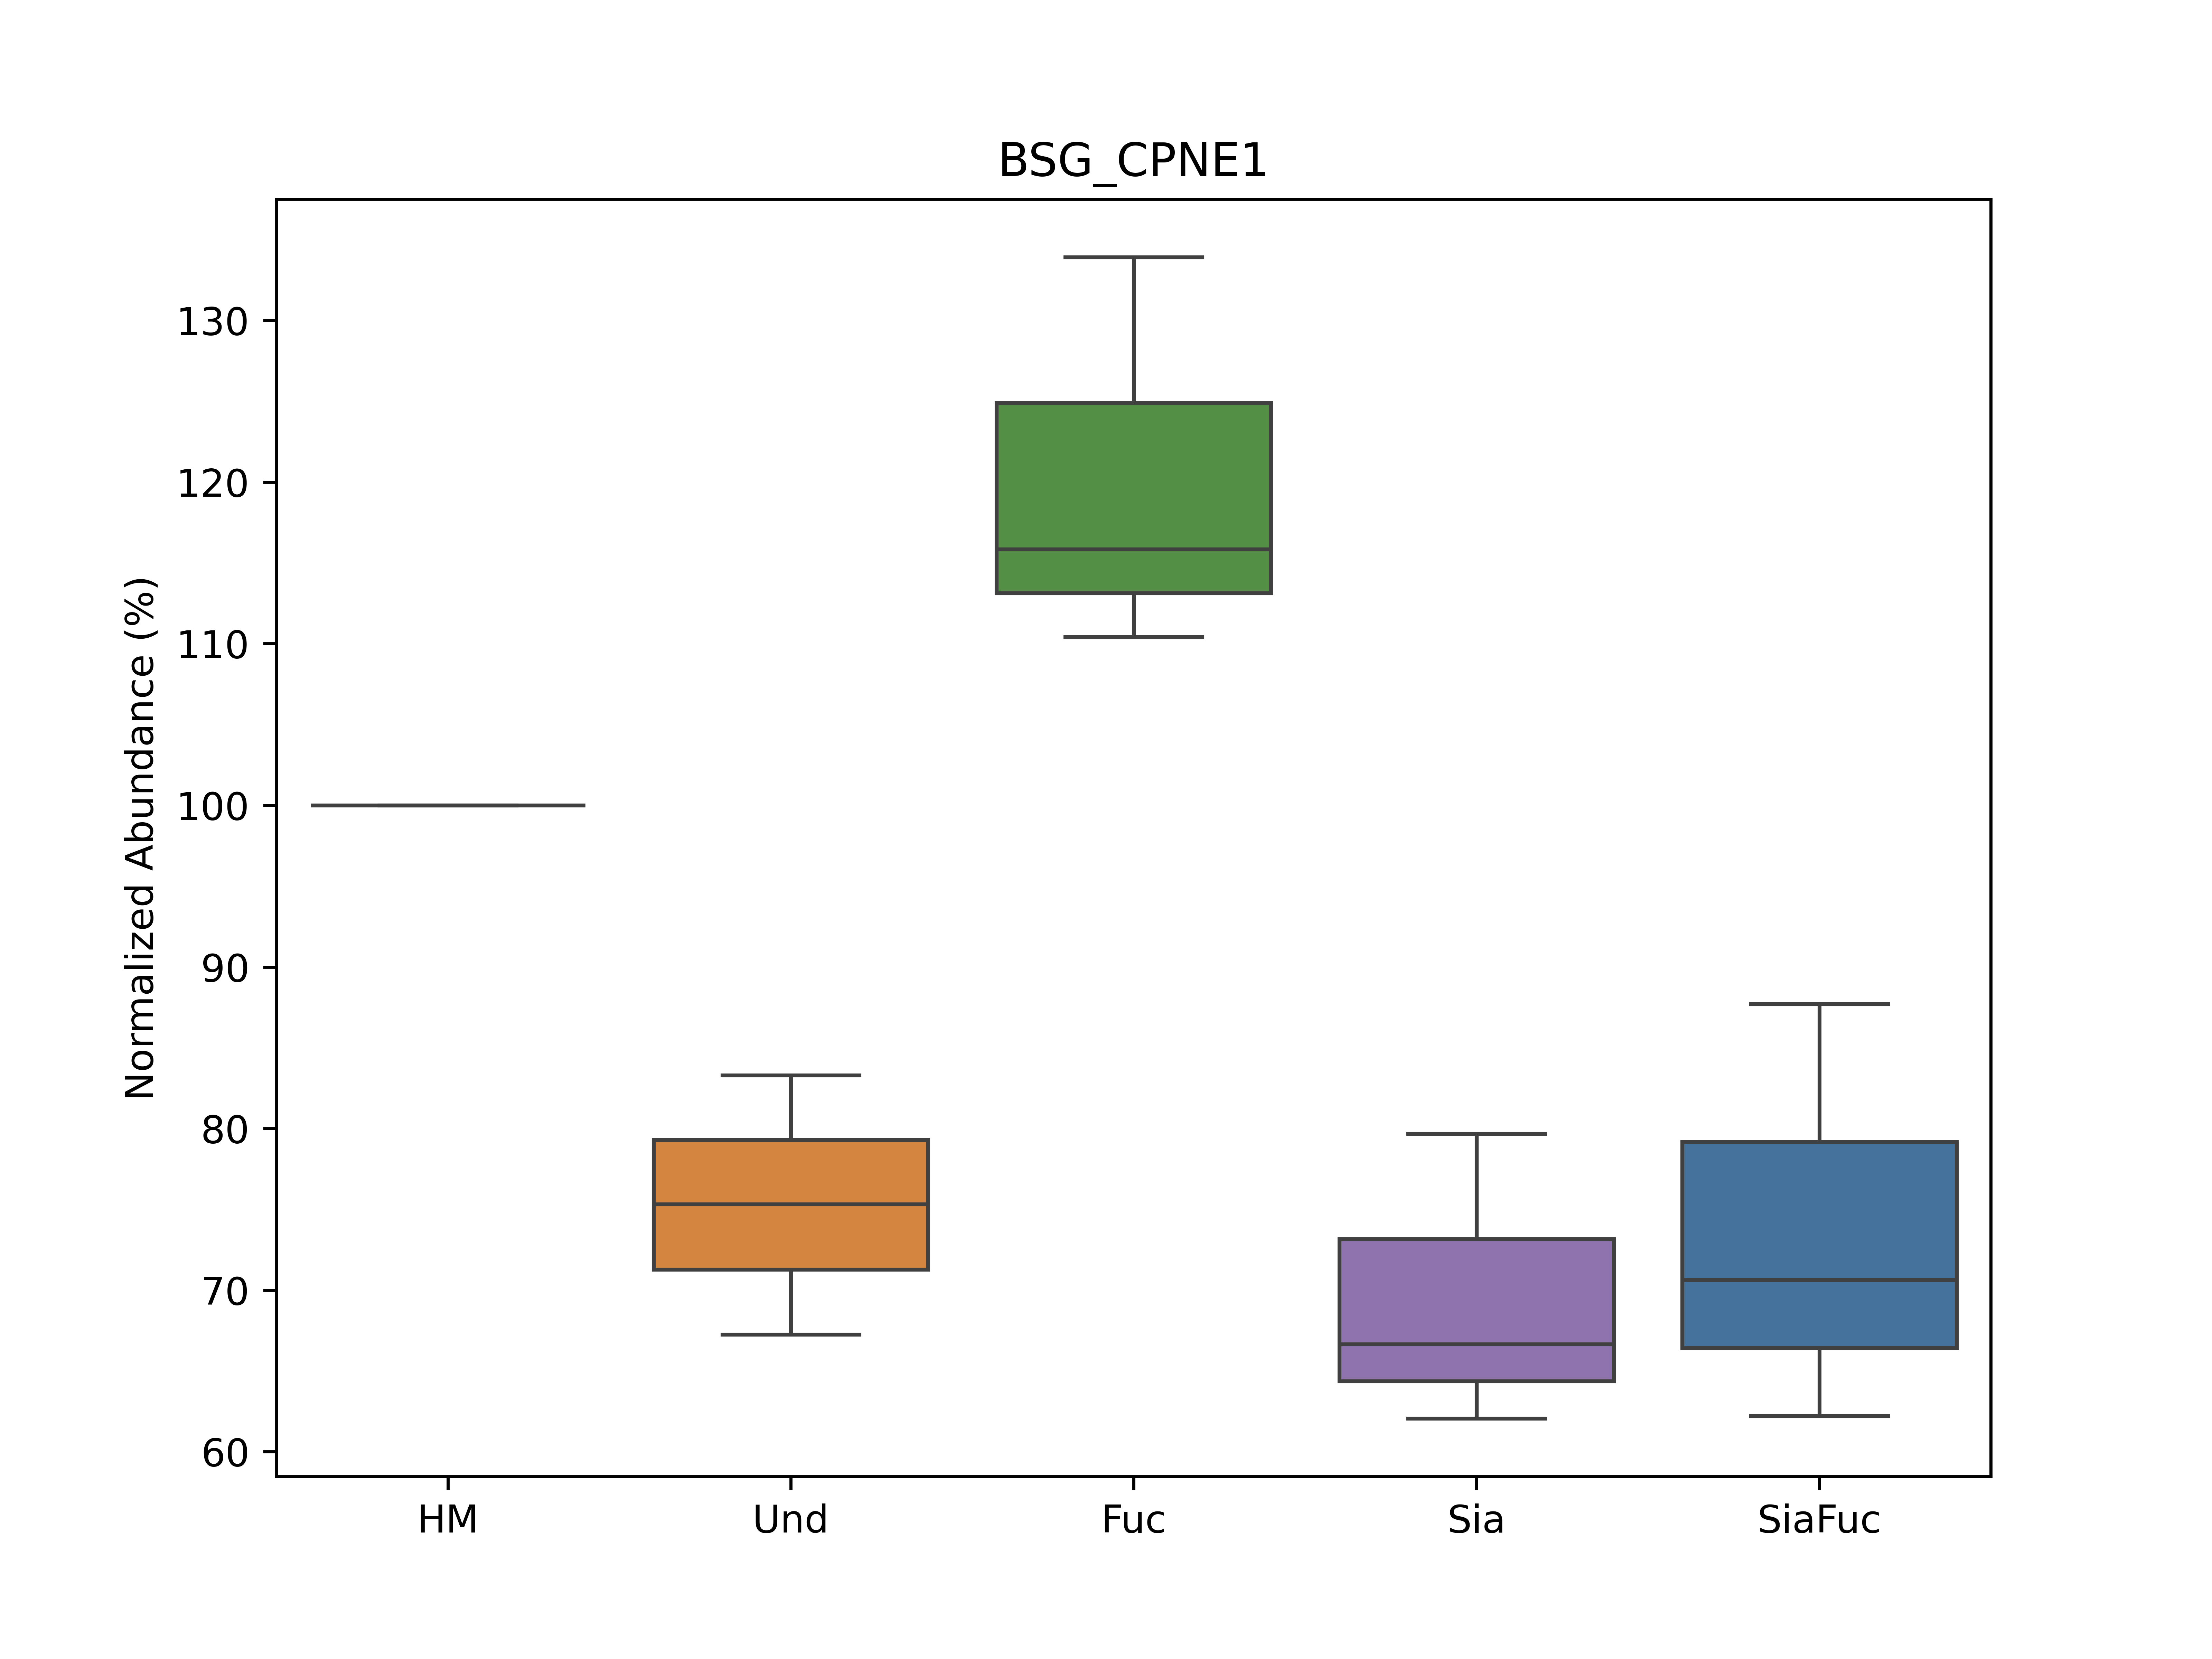 BSG_CPNE1
Normalized Abundance (%)
130
120
110
100
90
80
70
60
HM Und Fuc Sia SiaFuc